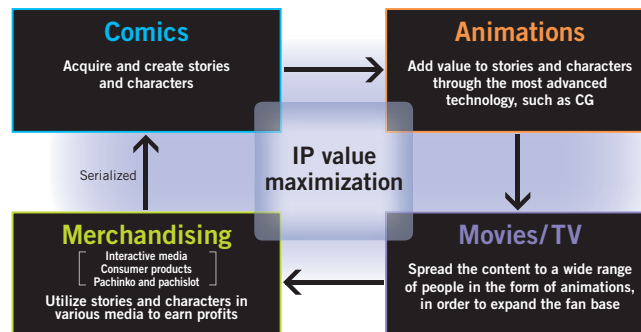 Comics
Acquire and create stories
and characters
Animations
Add value to stories and characters
through the most advanced
technology, such as CG
IP value
maximization
Serialized
Merchandising
Interactive media
Consumer products
Pachinko and pachislot
Utilize stories and characters in
various media to earn profits
Movies/TV
Spread the content to a wide range
of people in the form of animations,
in order to expand the fan base